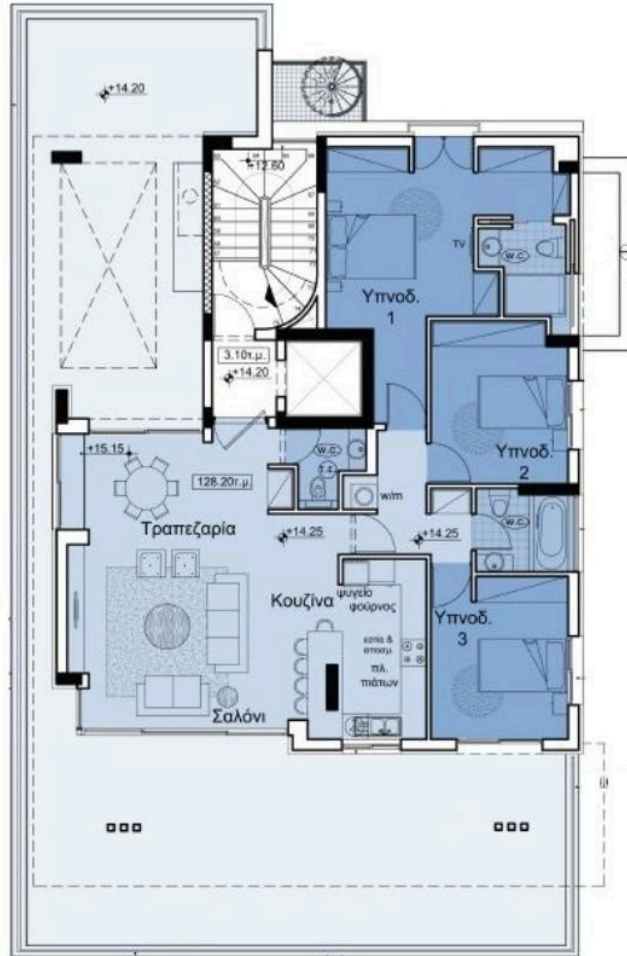 +14.20
+12.60
TV
W.C.
Υπνοδ.
1
3.10τ.μ.
+14.20
+15.15
W.C.
Τ.Ε.
Υπνοδ.
2
128.20τ.μ.
w/m
W.C.
Τραπεζαρία
+14.25
+14.25
Κουζίνα
ψυγείο
φούρνος
Υπνοδ.
3
εστία &
απορροφ.
πλ.
πιάτων
Σαλόνι